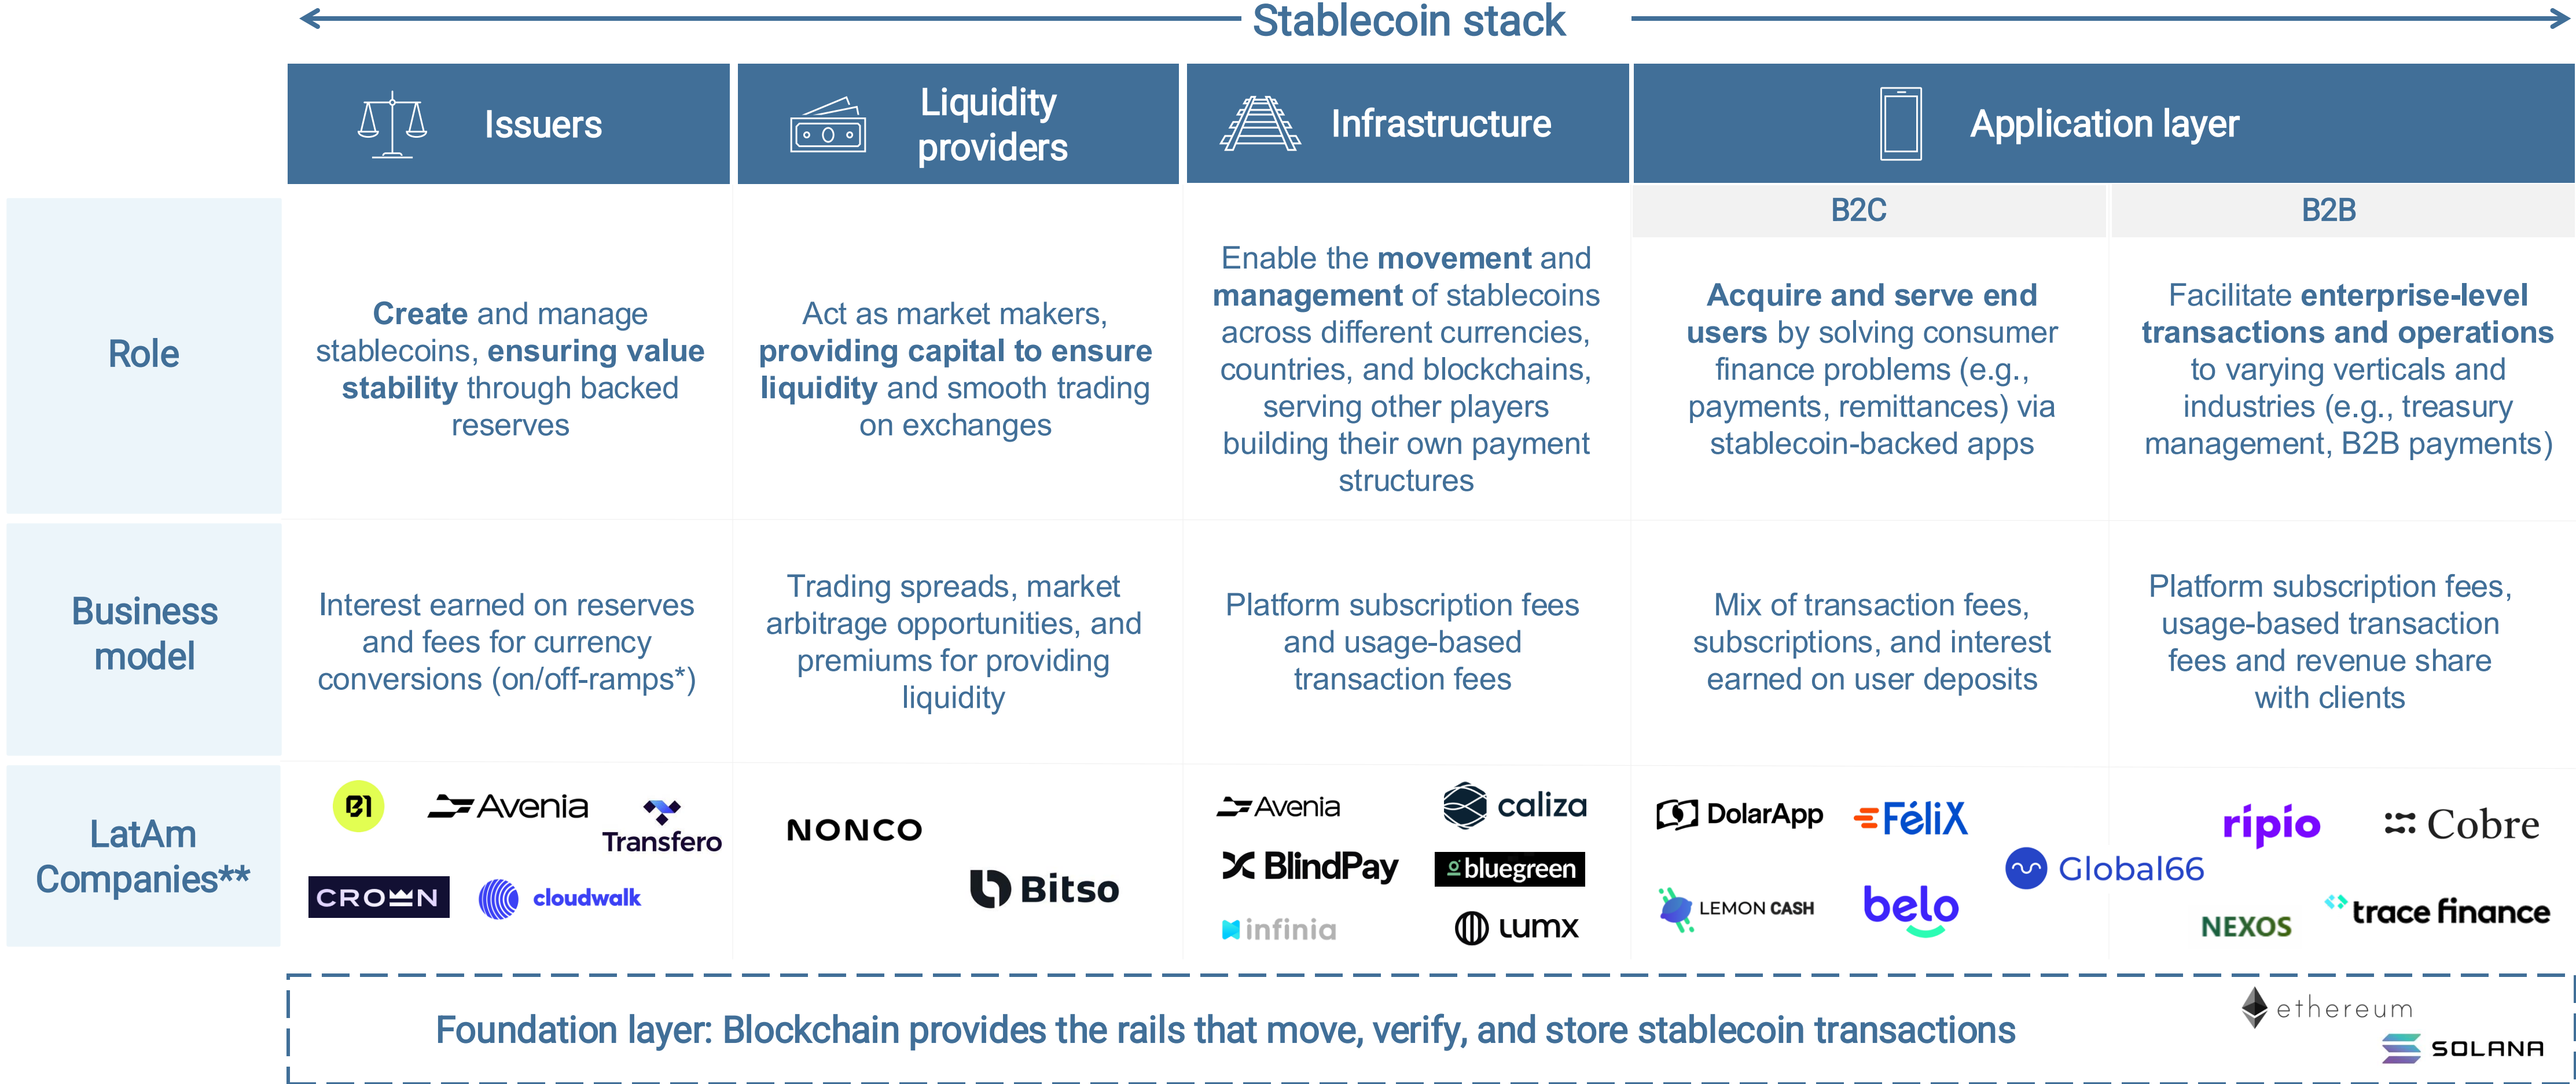 Stablecoin stack
Issuers
Liquidity
providers
Infrastructure
Application layer
B2C
B2B
Role
Create and manage
stablecoins, ensuring value
stability through backed
reserves
Act as market makers,
providing capital to ensure
liquidity and smooth trading
on exchanges
Enable the movement and
management of stablecoins
across different currencies,
countries, and blockchains,
serving other players
building their own payment
structures
Acquire and serve end
users by solving consumer
finance problems (e.g.,
payments, remittances) via
stablecoin-backed apps
Facilitate enterprise-level
transactions and operations
to varying verticals and
industries (e.g., treasury
management, B2B payments)
Business
model
Interest earned on reserves
and fees for currency
conversions (on/off-ramps*)
Trading spreads, market
arbitrage opportunities, and
premiums for providing
liquidity
Platform subscription fees
and usage-based
transaction fees
Mix of transaction fees,
subscriptions, and interest
earned on user deposits
Platform subscription fees,
usage-based transaction
fees and revenue share
with clients
LatAm
Companies**
Avenia
Transfero
CROWN
cloudwalk
NONCO
Bitso
Avenia
caliza
BlindPay
bluegreen
infinia
lumx
DolarApp
FéliX
LEMON CASH
belo
Global66
ripio
Cobre
NEXOS
trace finance
Foundation layer: Blockchain provides the rails that move, verify, and store stablecoin transactions
ethereum
SOLANA